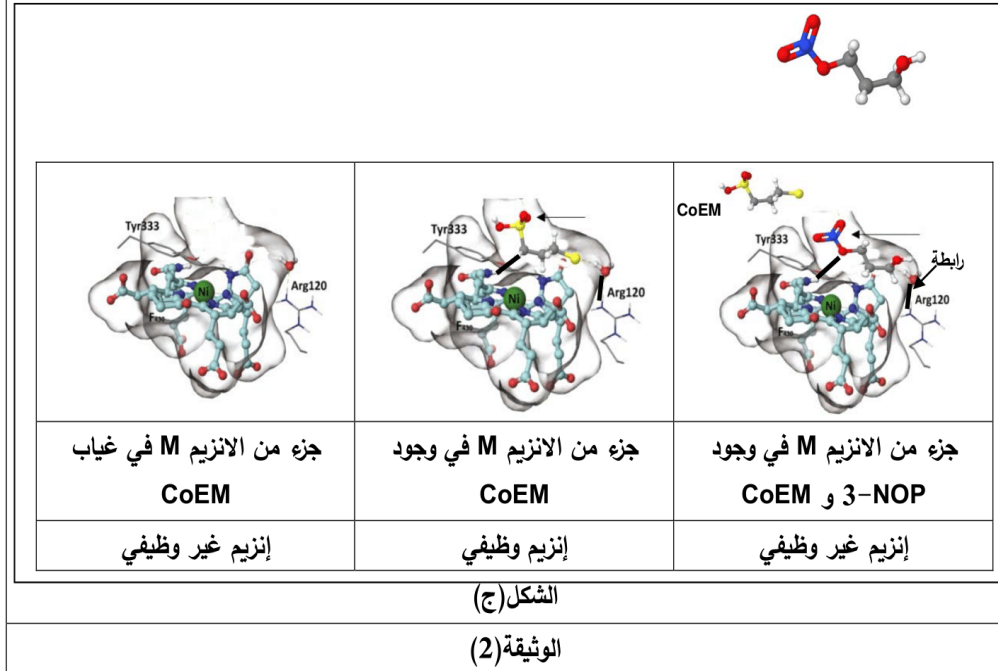 CoEM
Tyr333
Ni
Arg120
F430
Tyr333
Ni
Arg120
F430
Tyr333
Ni
Arg120
F430
رابطة
جزء من الانزيم M في وجود
3-NOP و CoEM
جزء من الانزيم M في وجود
CoEM
جزء من الانزيم M في غياب
CoEM
إنزيم غير وظيفي
إنزيم وظيفي
إنزيم غير وظيفي
الشكل(ج)
الوثيقة(2)